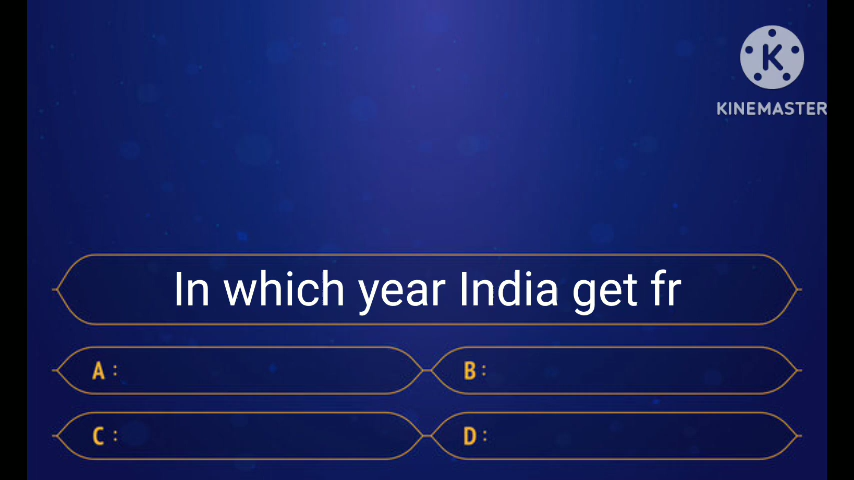 KINEMASTER
In which year India get fr
A :
B :
C :
D :